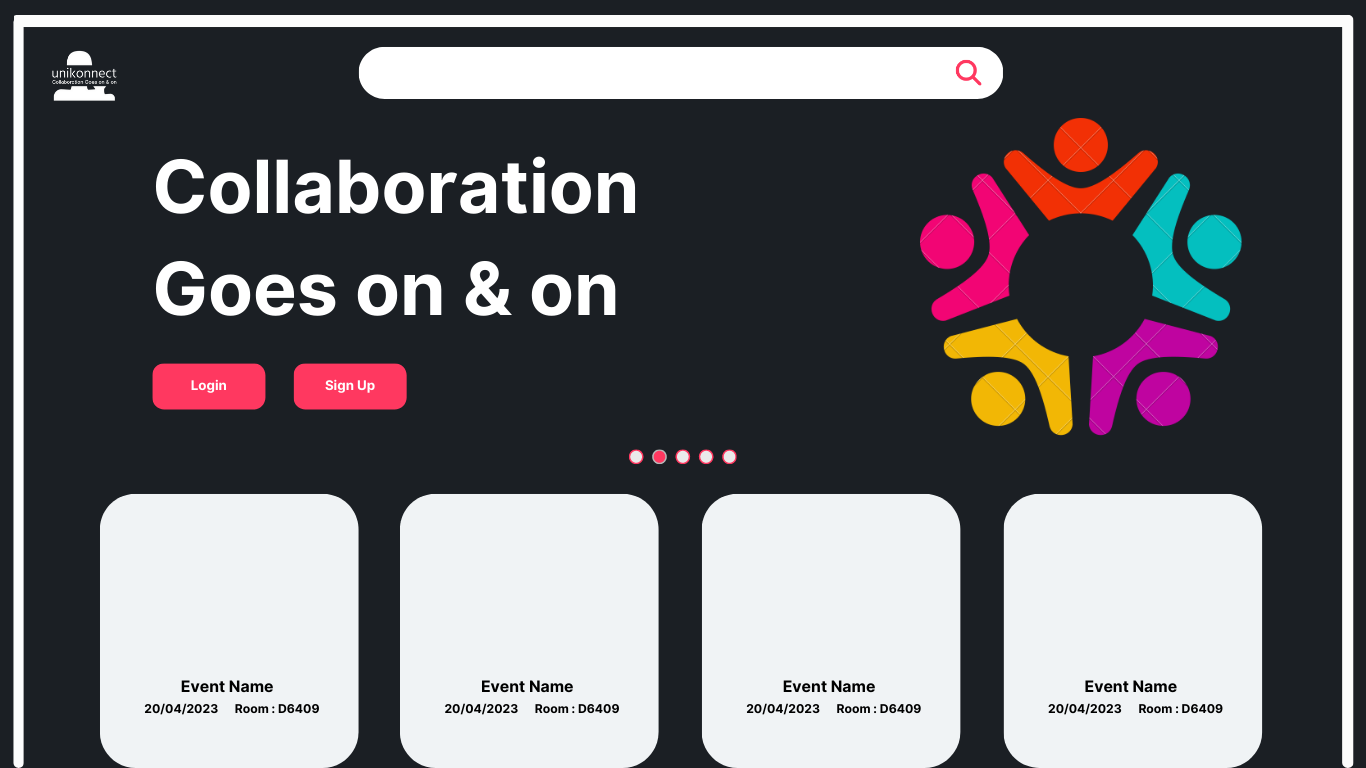 unikonnect
Collaboration Goes on & on
Collaboration
Goes on & on
Login
Sign Up
Event Name
20/04/2023 Room : D6409
Event Name
20/04/2023 Room : D6409
Event Name
20/04/2023 Room : D6409
Event Name
20/04/2023 Room : D6409